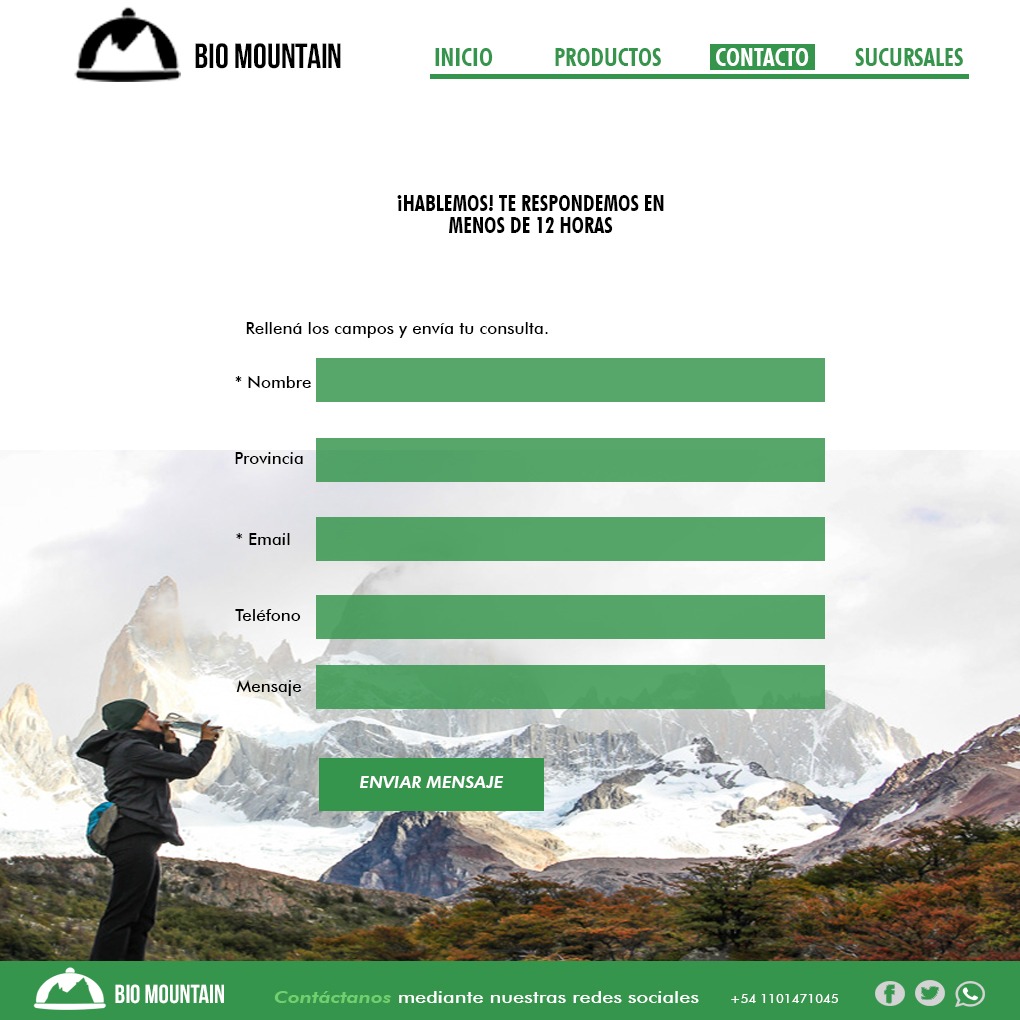 BIO MOUNTAIN
INICIO PRODUCTOS CONTACTO SUCURSALES
¡HABLEMOS! TE RESPONDEMOS EN
MENOS DE 12 HORAS
Rellená los campos y envía tu consulta.
* Nombre
Provincia
* Email
Teléfono
Mensaje
ENVIAR MENSAJE
BIO MOUNTAIN Contáctanos mediante nuestras redes sociales +54 1101471045